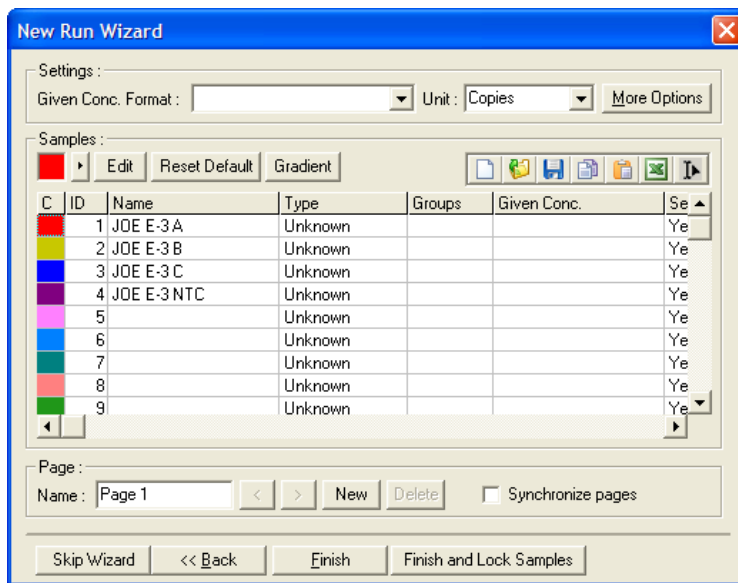 New Run Wizard
Settings :
Given Conc. Format : Unit : Copies More Options
Samples :
Edit Reset Default Gradient
C ID Name Type Groups Given Conc. Se
1 JOE E-3 A Unknown Ye
2 JOE E-3 B Unknown Ye
3 JOE E-3 C Unknown Ye
4 JOE E-3 NTC Unknown Ye
5 Unknown Ye
6 Unknown Ye
7 Unknown Ye
8 Unknown Ye
9 Unknown Ye
Page :
Name : Page 1 < > New Delete Synchronize pages
Skip Wizard << Back Finish Finish and Lock Samples